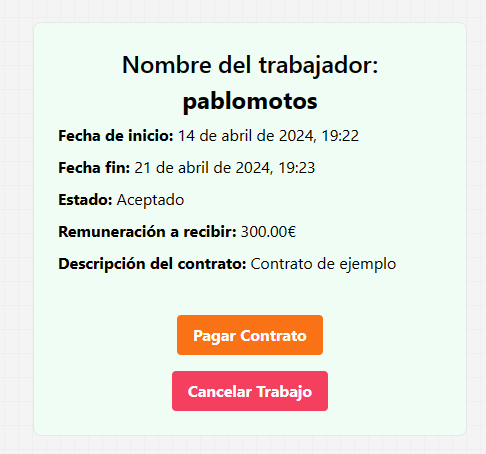 Nombre del trabajador:
pablomotos
Fecha de inicio: 14 de abril de 2024, 19:22
Fecha fin: 21 de abril de 2024, 19:23
Estado: Aceptado
Remuneración a recibir: 300.00€
Descripción del contrato: Contrato de ejemplo
Pagar Contrato
Cancelar Trabajo